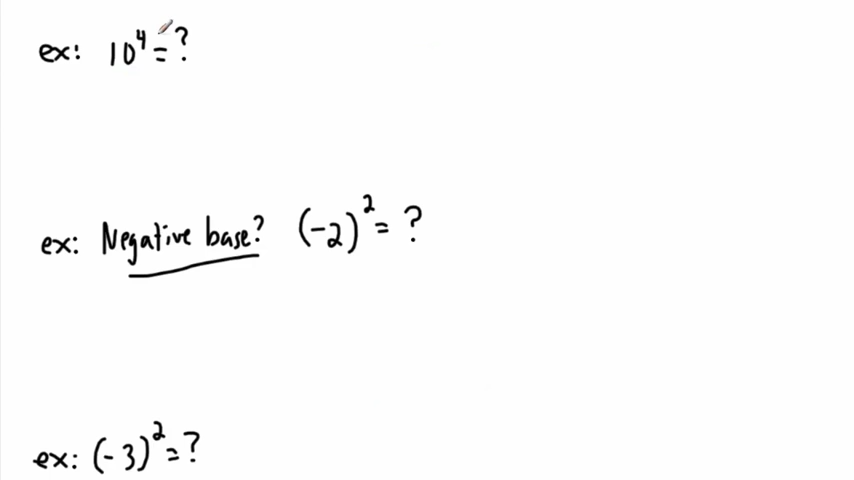 ex: 10⁴=?
ex: Negative base? (-2)²=?
ex: (-3)²=?